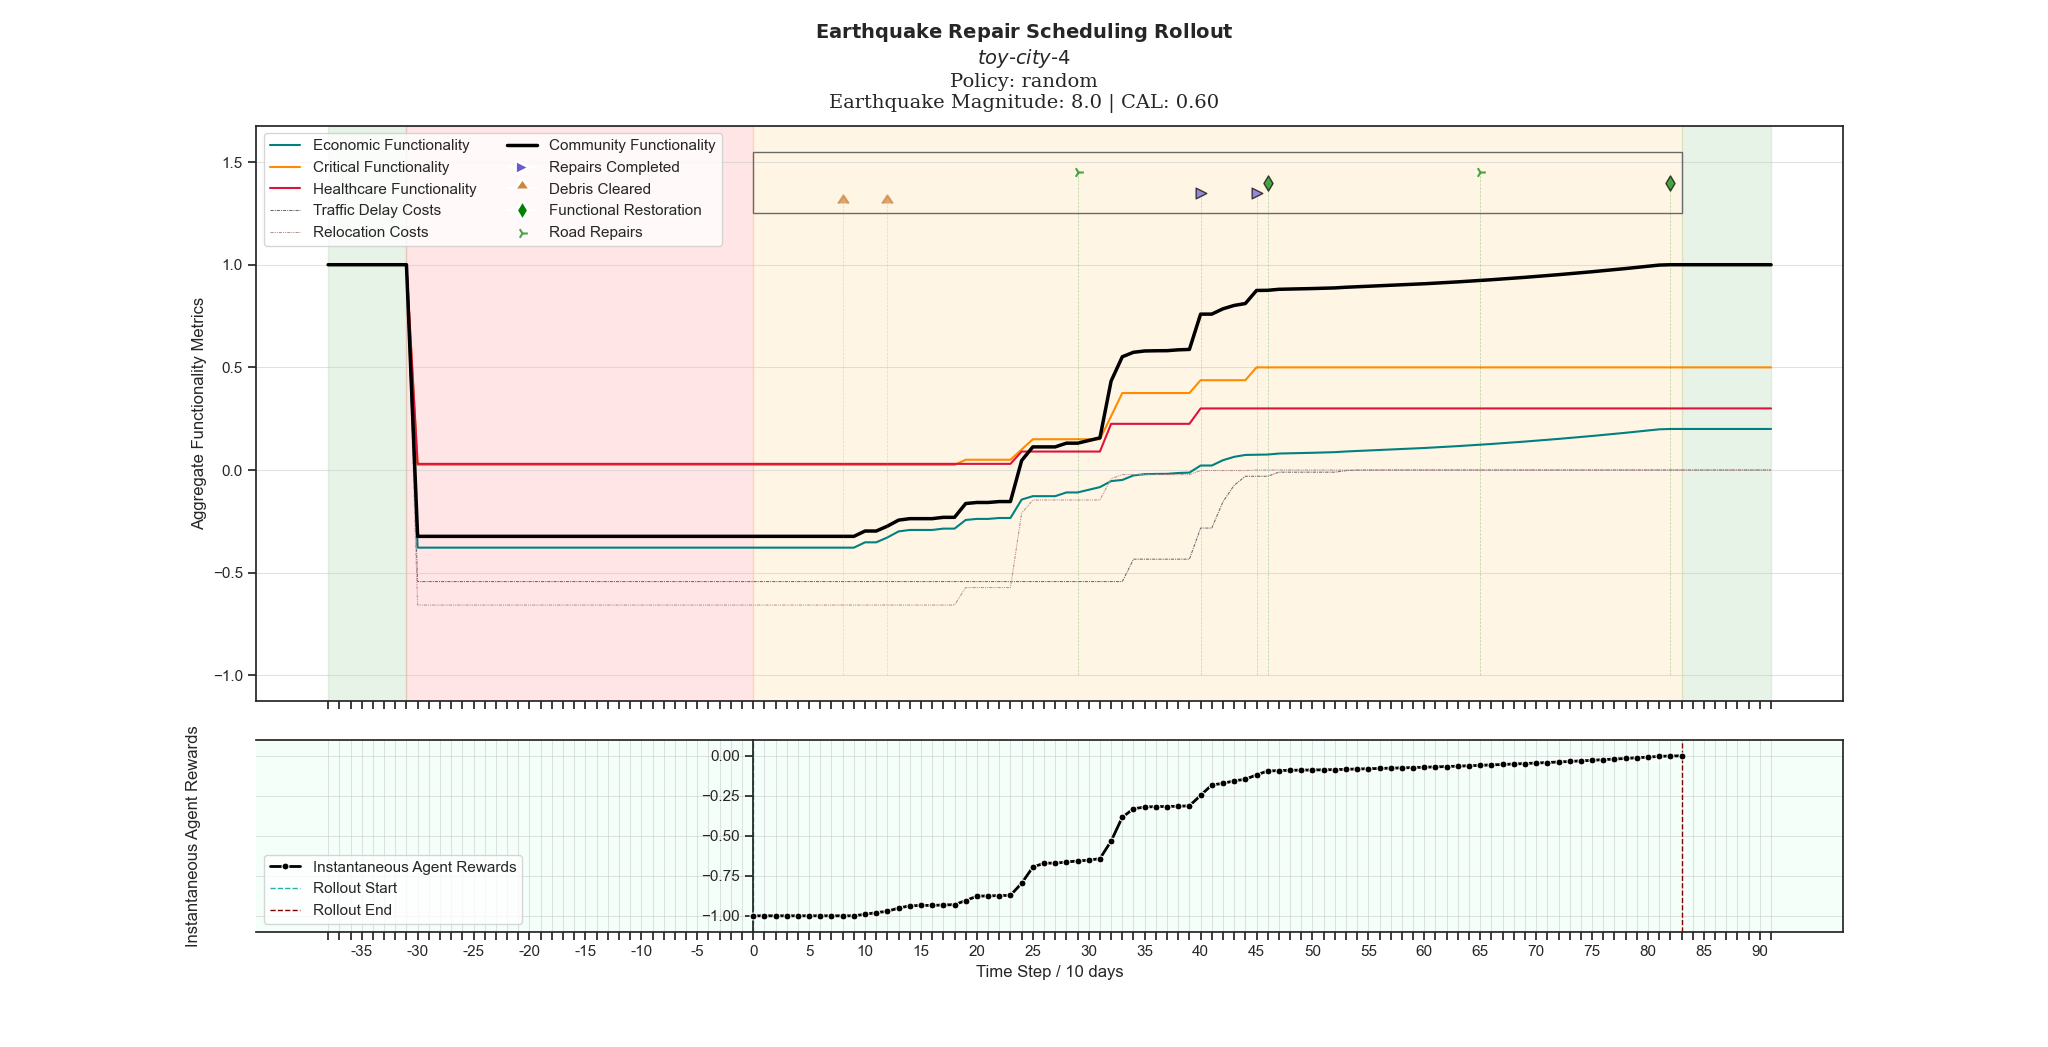 Earthquake Repair Scheduling Rollout
toy-city-4
Policy: random
Earthquake Magnitude: 8.0 | CAL: 0.60
Economic Functionality
Critical Functionality
Healthcare Functionality
Traffic Delay Costs
Relocation Costs
Community Functionality
Repairs Completed
Debris Cleared
Functional Restoration
Road Repairs
Aggregate Functionality Metrics
1.5
1.0
0.5
0.0
−0.5
−1.0
Instantaneous Agent Rewards
0.00
−0.25
−0.50
−0.75
−1.00
Instantaneous Agent Rewards
Rollout Start
Rollout End
-35 -30 -25 -20 -15 -10 -5 0 5 10 15 20 25 30 35 40 45 50 55 60 65 70 75 80 85 90
Time Step / 10 days